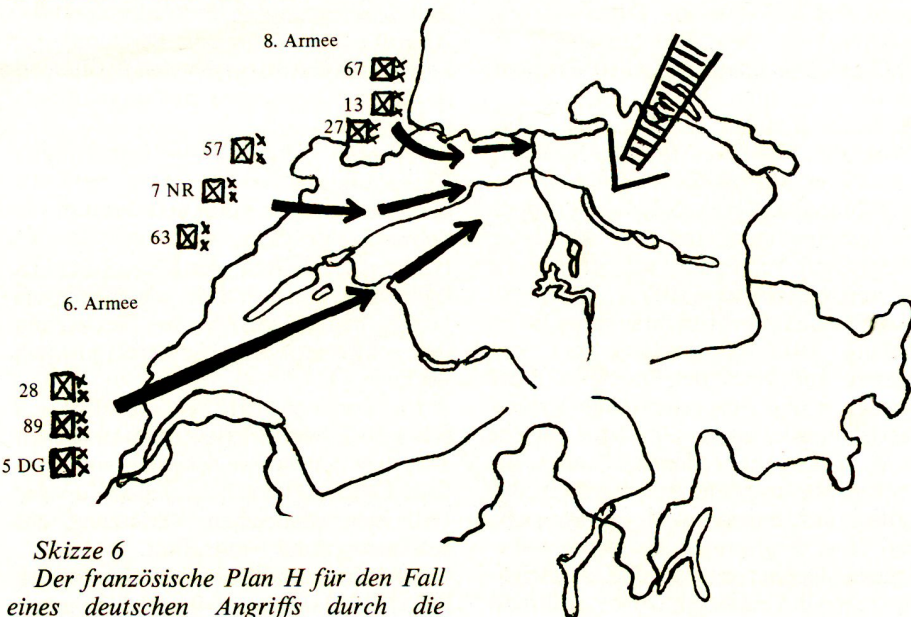 8. Armee
67
13
27
57
7 NR
63
6. Armee
28
89
5 DG
Skizze 6
Der französische Plan H für den Fall
eines deutschen Angriffs durch die